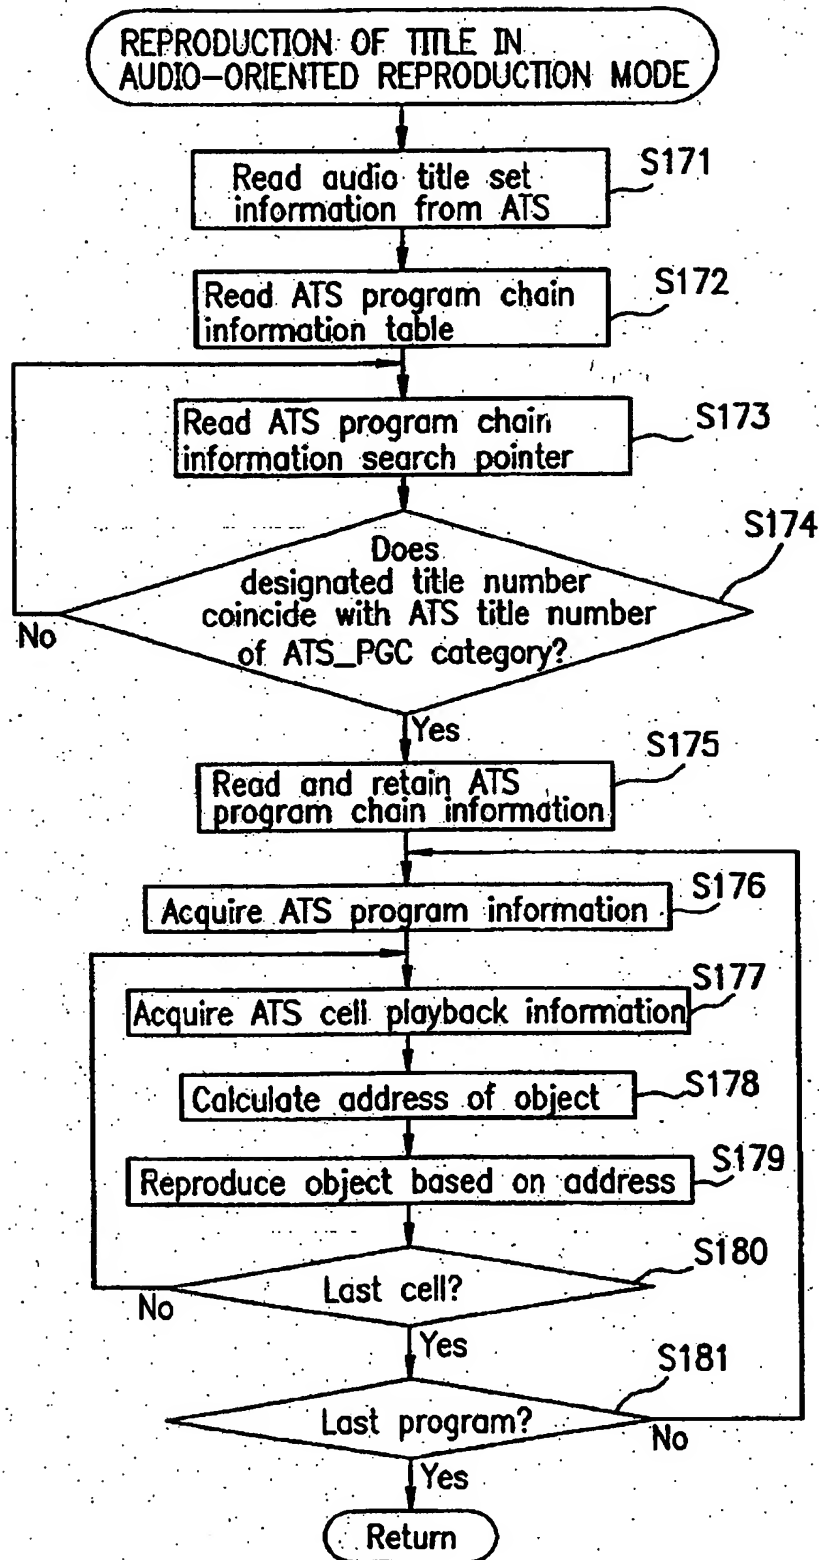 REPRODUCTION OF TITLE IN
AUDIO-ORIENTED REPRODUCTION MODE
S171
Read audio title set
information from ATS
S172
Read ATS program chain
information table
S173
Read ATS program chain
information search pointer
S174
Does
designated title number
coincide with ATS title number
of ATS_PGC category?
No
Yes
S175
Read and retain ATS
program chain information
S176
Acquire ATS program information
S177
Acquire ATS cell playback information
S178
Calculate address of object
S179
Reproduce object based on address
S180
Last cell?
No
Yes
S181
Last program?
No
Yes
Return